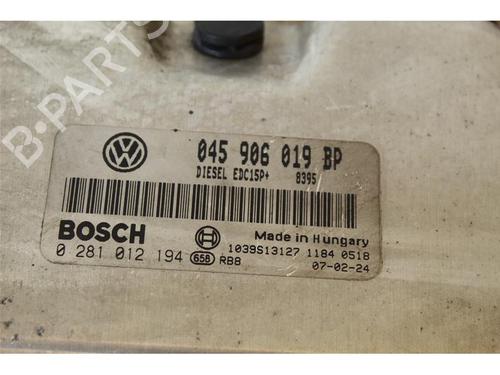 B-PARTS
VW
045 906 019 BP
DIESEL EDC15P+ 8395
BOSCH
Made in Hungary
0 281 012 194 658 RB8
1039S13127 1184 0518
07-02-24